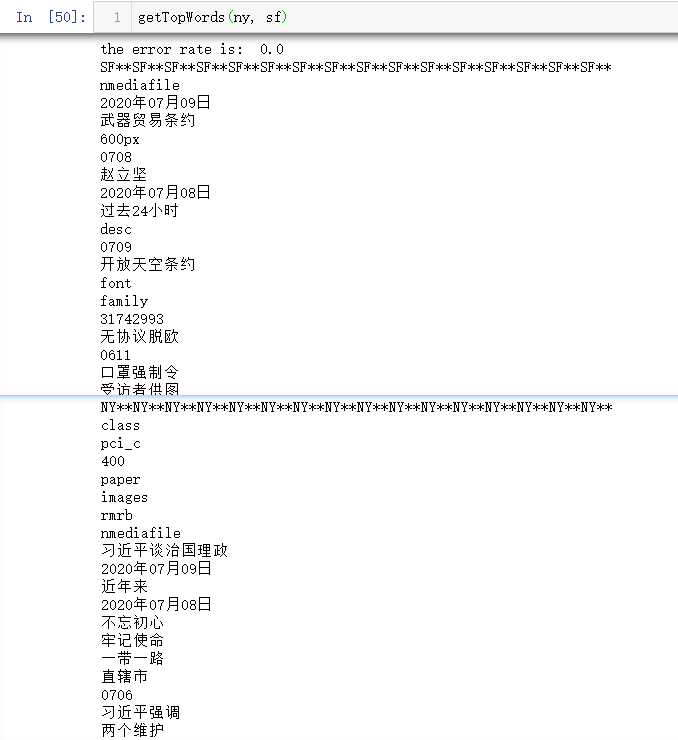 In [50]: 1 getTopWords(ny, sf)
the error rate is: 0.0
SF**SF**SF**SF**SF**SF**SF**SF**SF**SF**SF**SF**SF**SF**SF**SF**
nmediafile
2020年07月09日
武器贸易条约
600px
0708
赵立坚
2020年07月08日
过去24小时
desc
0709
开放天空条约
font
family
31742993
无协议脱欧
0611
口罩强制令
受访者供图
NY**NY**NY**NY**NY**NY**NY**NY**NY**NY**NY**NY**NY**NY**NY**NY**
class
pci_c
400
paper
images
rmrb
nmediafile
习近平谈治国理政
2020年07月09日
近年来
2020年07月08日
不忘初心
牢记使命
一带一路
直辖市
0706
习近平强调
两个维护